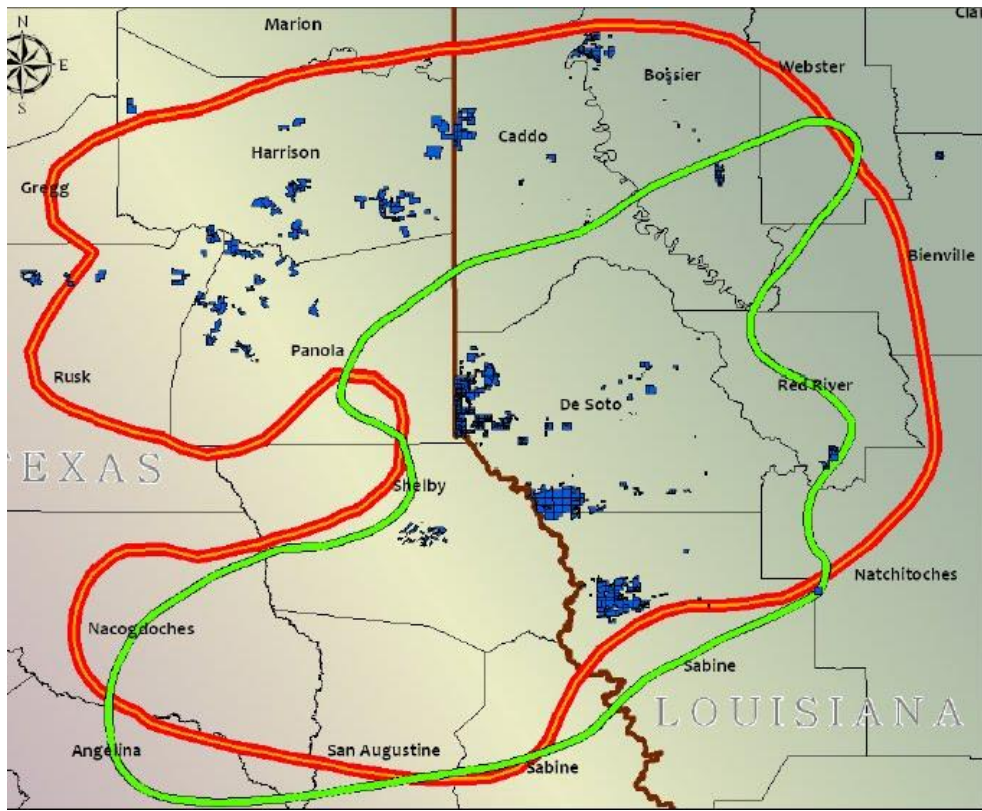 N
Marion
Clar
E
Webster
Bossier
S
Caddo
Harrison
Gregg
Bienville
Panola
Rusk
Red River
De Soto
TEXAS
Shelby
Natchitoches
Nacogdoches
Sabine
LOUISIANA
Angelina
San Augustine
Sabine